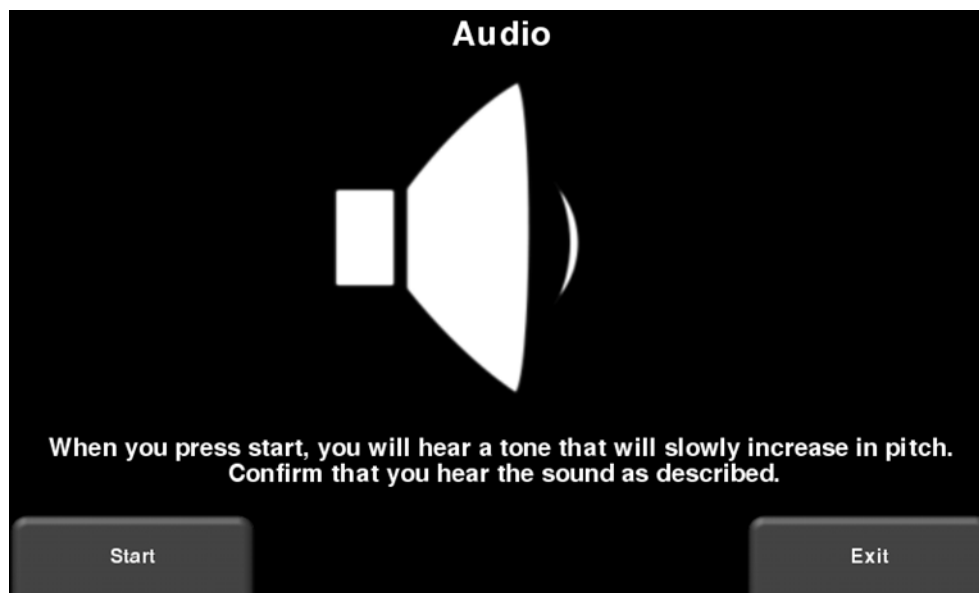 Audio
When you press start, you will hear a tone that will slowly increase in pitch.
Confirm that you hear the sound as described.
Start
Exit